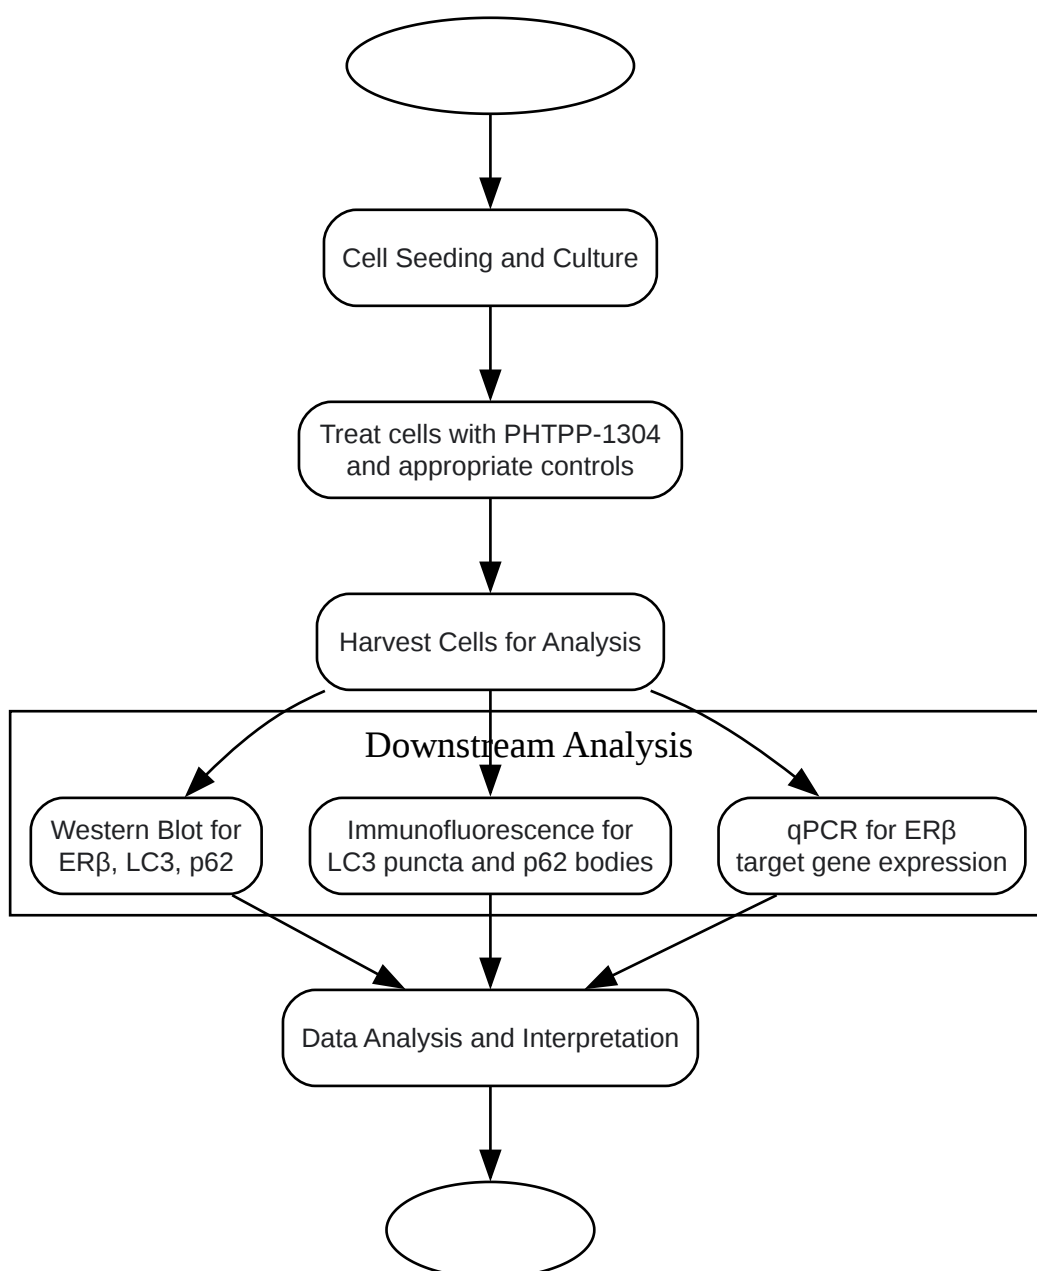 Cell Seeding and Culture
Treat cells with PHTPP-1304
and appropriate controls
Harvest Cells for Analysis
Downstream Analysis
Western Blot for
ERβ, LC3, p62
Immunofluorescence for
LC3 puncta and p62 bodies
qPCR for ERβ
target gene expression
Data Analysis and Interpretation